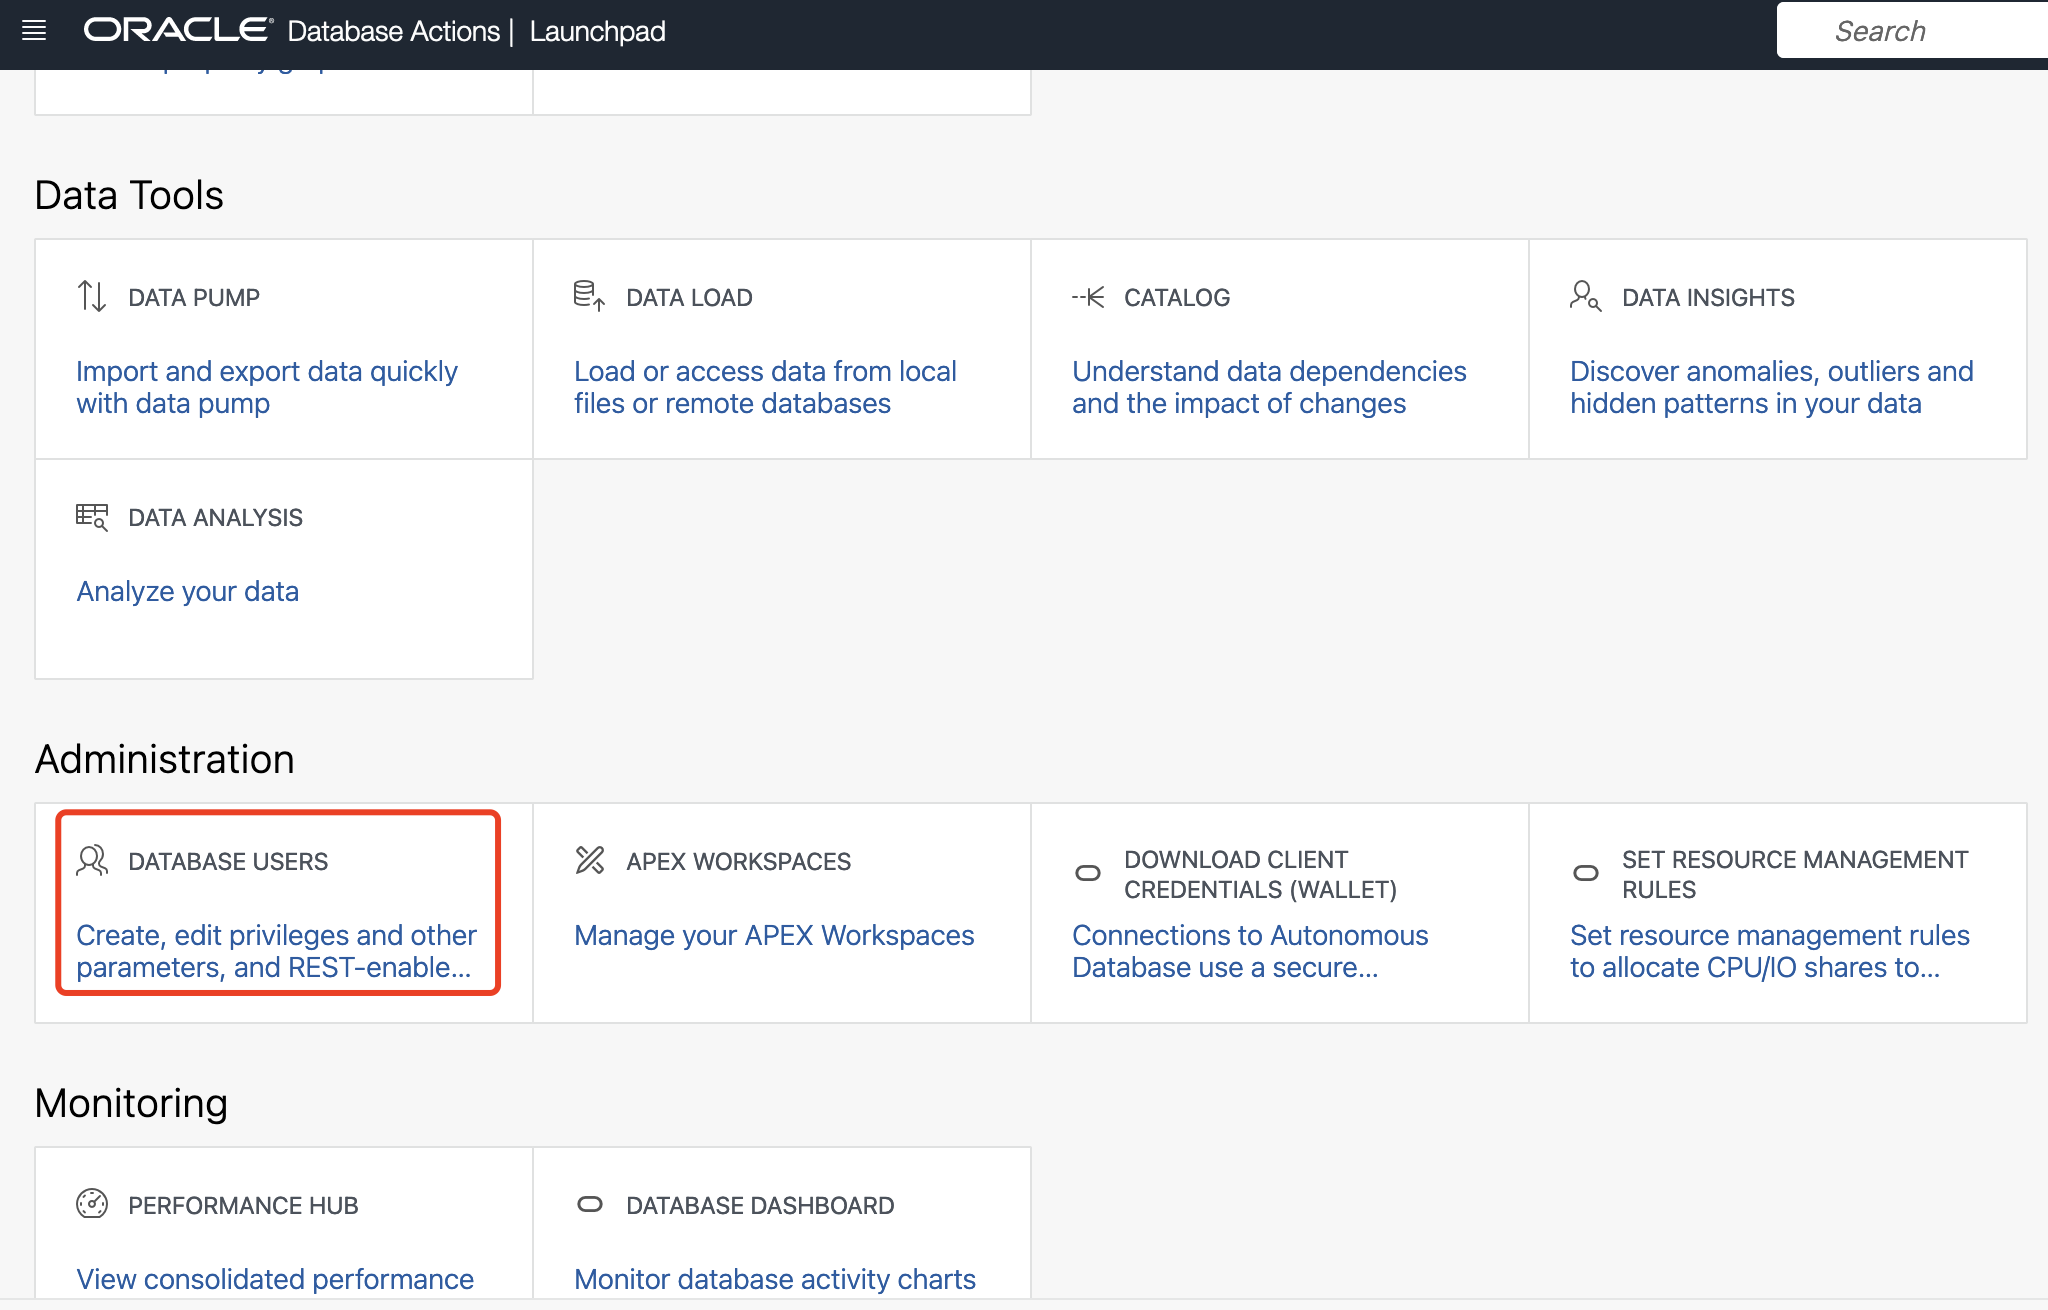 ORACLE® Database Actions | Launchpad
Search
Data Tools
DATA PUMP
Import and export data quickly
with data pump
DATA LOAD
Load or access data from local
files or remote databases
CATALOG
Understand data dependencies
and the impact of changes
DATA INSIGHTS
Discover anomalies, outliers and
hidden patterns in your data
DATA ANALYSIS
Analyze your data
Administration
DATABASE USERS
Create, edit privileges and other
parameters, and REST-enable...
APEX WORKSPACES
Manage your APEX Workspaces
DOWNLOAD CLIENT
CREDENTIALS (WALLET)
Connections to Autonomous
Database use a secure...
SET RESOURCE MANAGEMENT
RULES
Set resource management rules
to allocate CPU/IO shares to...
Monitoring
PERFORMANCE HUB
View consolidated performance
DATABASE DASHBOARD
Monitor database activity charts